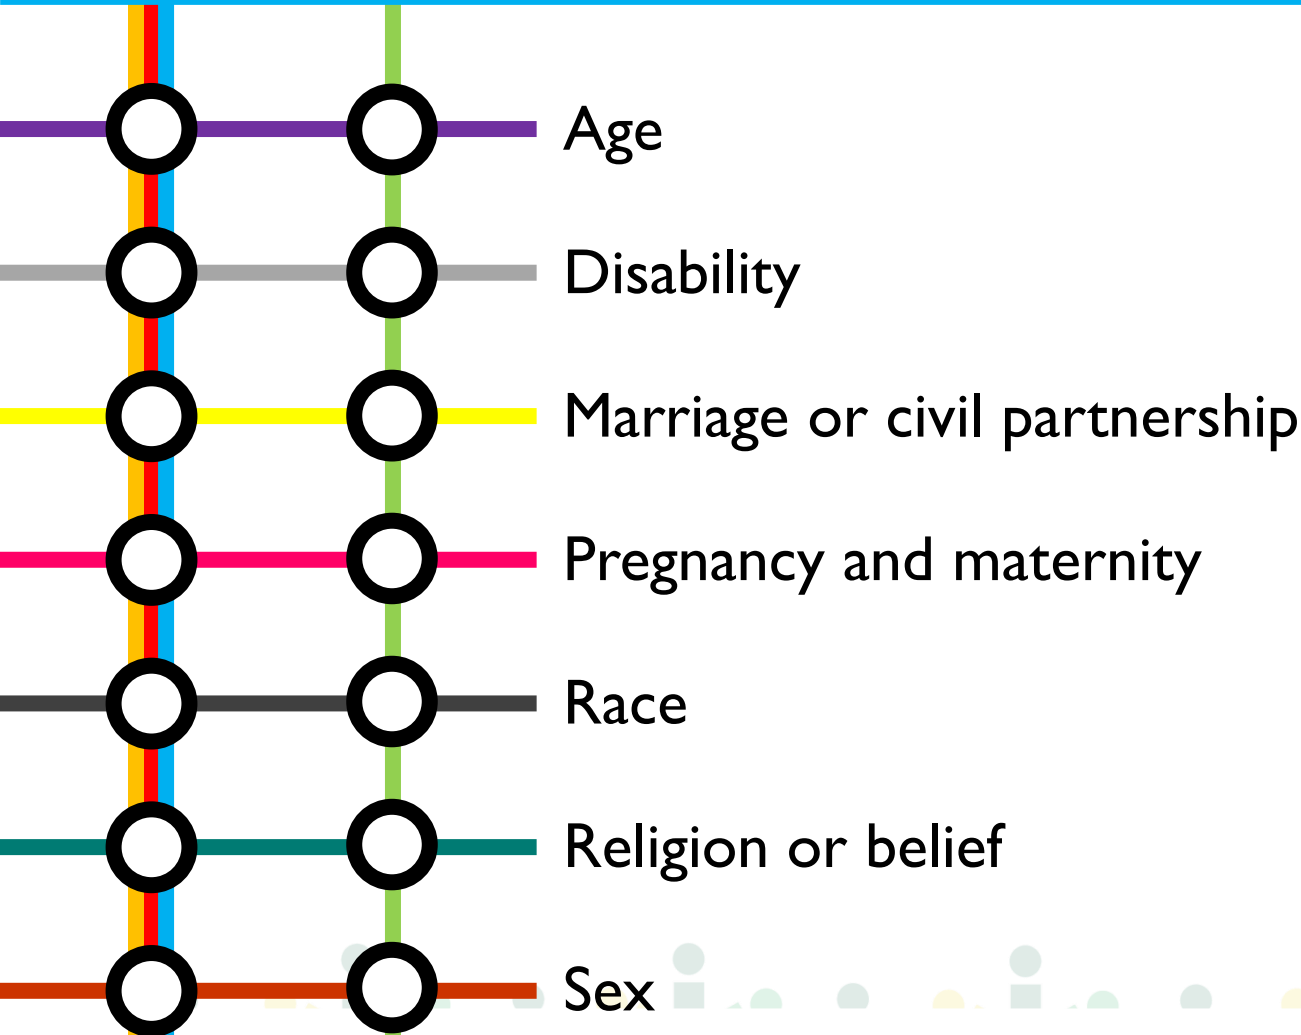 Age
Disability
Marriage or civil partnership
Pregnancy and maternity
Race
Religion or belief
Sex